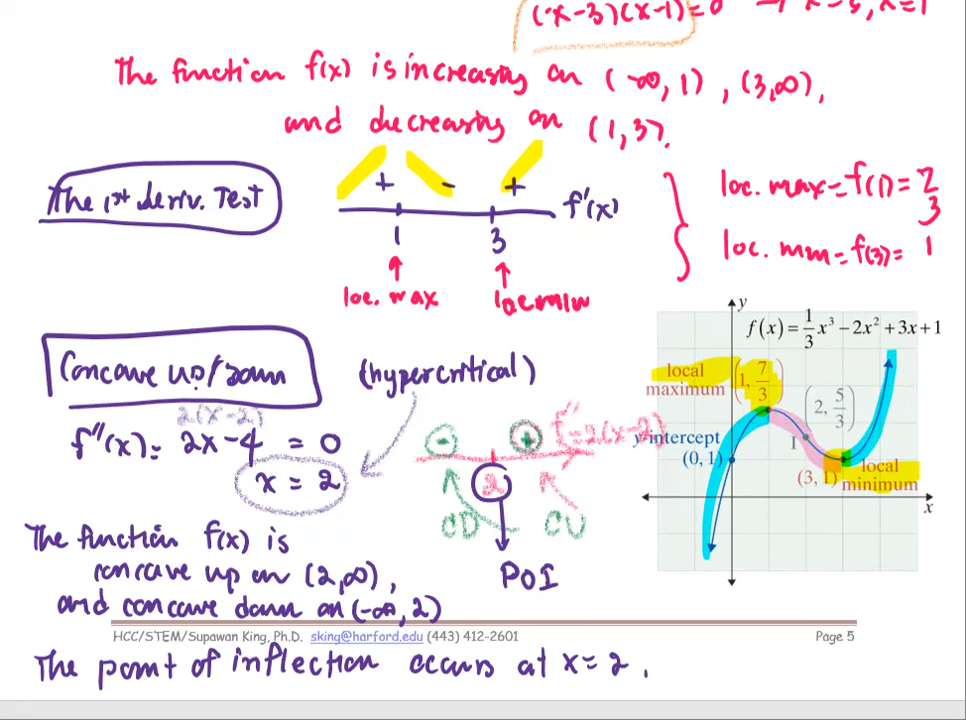 (x-3)(x-1)=0 → x=3, x=1
The function f(x) is increasing on (-∞, 1), (3,∞),
and decreasing on (1,3).
The 1st deriv. Test
+ - + f'(x)
1 3
loc. max locmin
loc. max = f(1) = 2/3
loc. min = f(3) = 1
Concave up/down
(hypercritical)
2(x-2)
f''(x) = 2x-4 = 0
x = 2
- + f''=2(x-2)
2
CD CU
POI
The function f(x) is
concave up on (2,∞),
and concave down on (-∞, 2)
y
f(x) = 1/3 x³ − 2x² + 3x + 1
local maximum (1, 7/3)
(2, 5/3)
y-intercept
(0, 1)
1
(3, 1) local minimum
x
HCC/STEM/Supawan King, Ph.D. sking@harford.edu (443) 412-2601 Page 5
The point of inflection occurs at x = 2.